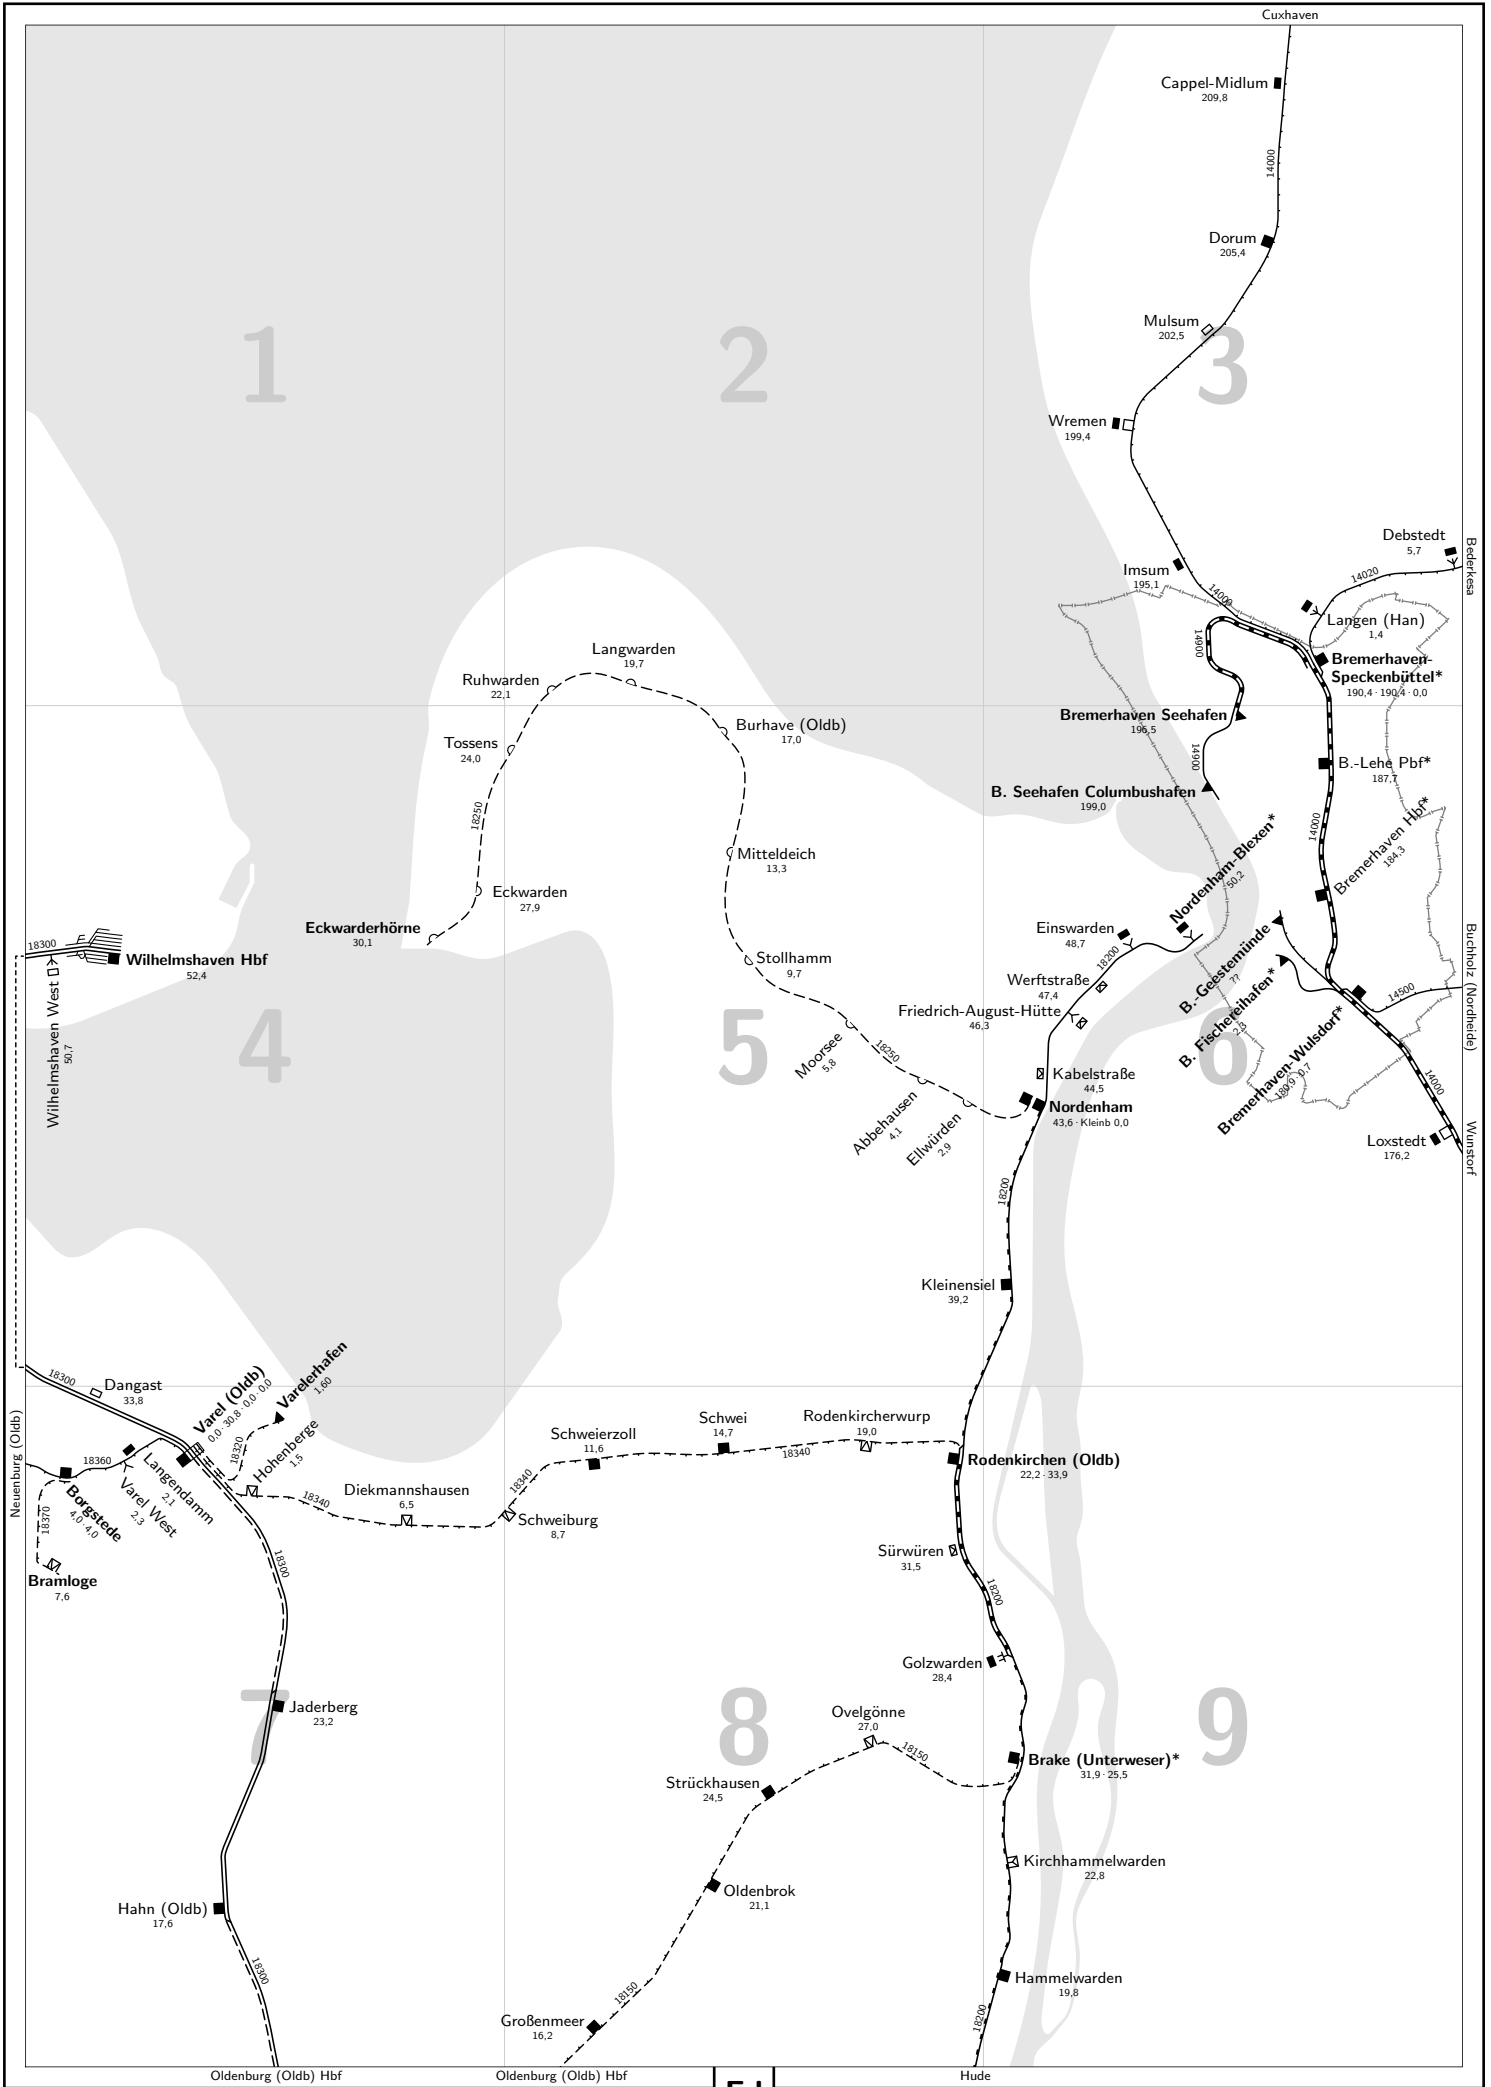 Cuxhaven
Cappel-Midlum
209,8
14000
Dorum
205,4
Mulsum
202,5
1
2
3
Wremen
199,4
Debstedt
5,7
Bederkesa
Imsum
195,1
14000
14020
Langen (Han)
1,4
14900
Bremerhaven-
Speckenbüttel*
190,4 · 190,4 · 0,0
Langwarden
19,7
Ruhwarden
22,1
Bremerhaven Seehafen
196,5
Burhave (Oldb)
17,0
Tossens
24,0
14900
B.-Lehe Pbf*
187,7
B. Seehafen Columbushafen
199,0
18250
14000
Bremerhaven Hbf*
184,3
Nordenham-Blexen*
50,2
Mitteldeich
13,3
Eckwarden
27,9
Eckwarderhörne
30,1
Einswarden
48,7
18200
B.-Geestemünde
??
18300
Wilhelmshaven Hbf
52,4
Wilhelmshaven West
50,7
Stollhamm
9,7
Werftstraße
47,4
B. Fischereihafen*
2,3
14500
Buchholz (Nordheide)
Friedrich-August-Hütte
46,3
4
5
6
Moorsee
5,8
18250
Kabelstraße
44,5
Bremerhaven-Wulsdorf*
180,9 · 0,7
14000
Abbehausen
4,1
Ellwürden
2,9
Nordenham
43,6 · Kleinb 0,0
Loxstedt
176,2
Wunstorf
18200
Kleinensiel
39,2
18300
Dangast
33,8
Varel (Oldb)
0,0 · 30,8 · 0,0 · 0,0
Varelerhafen
1,60
18320
Hohenberge
1,5
Neuenburg (Oldb)
18360
Langendamm
2,1
Varel West
2,3
Borgstede
4,0 · 4,0
18370
Bramloge
7,6
18340
Diekmannshausen
6,5
18340
Schweiburg
8,7
Schweierzoll
11,6
Schwei
14,7
18340
Rodenkircherwurp
19,0
Rodenkirchen (Oldb)
22,2 · 33,9
Sürwüren
31,5
18300
18200
Golzwarden
28,4
7
8
9
Jaderberg
23,2
Ovelgönne
27,0
18150
Brake (Unterweser)*
31,9 · 25,5
Strückhausen
24,5
Kirchhammelwarden
22,8
Oldenbrok
21,1
Hahn (Oldb)
17,6
18300
18150
Hammelwarden
19,8
Großenmeer
16,2
18200
Oldenburg (Oldb) Hbf
Oldenburg (Oldb) Hbf
Hude